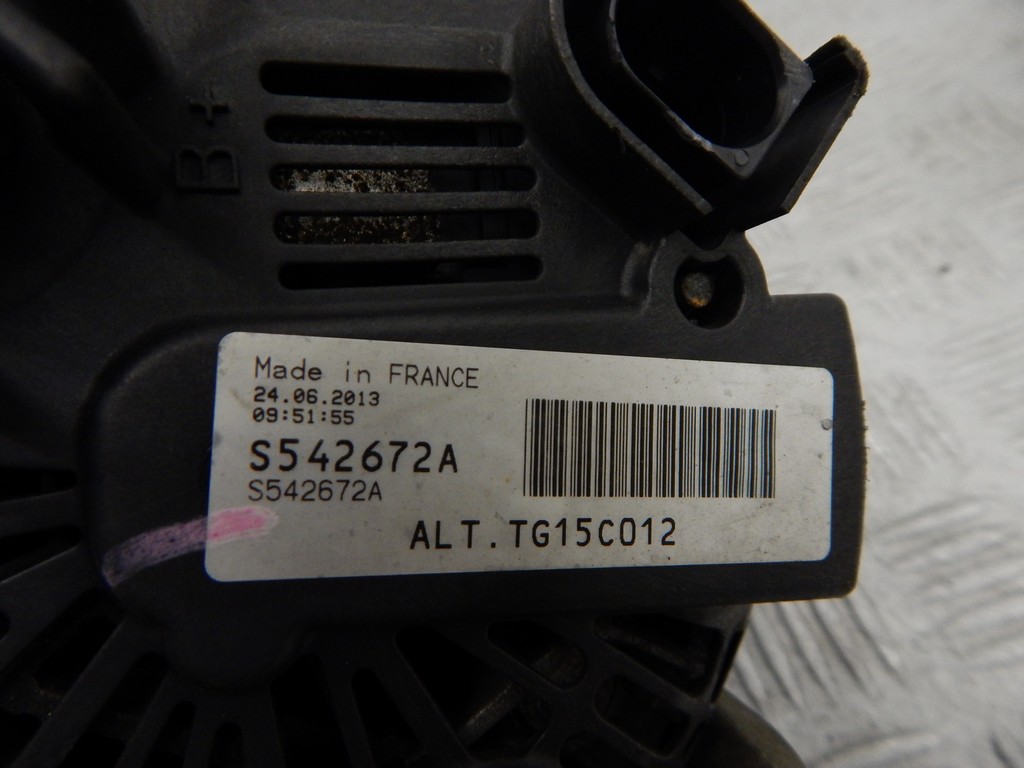 B+
Made in FRANCE
24.06.2013
09:51:55
S542672A
S542672A
ALT.TG15C012